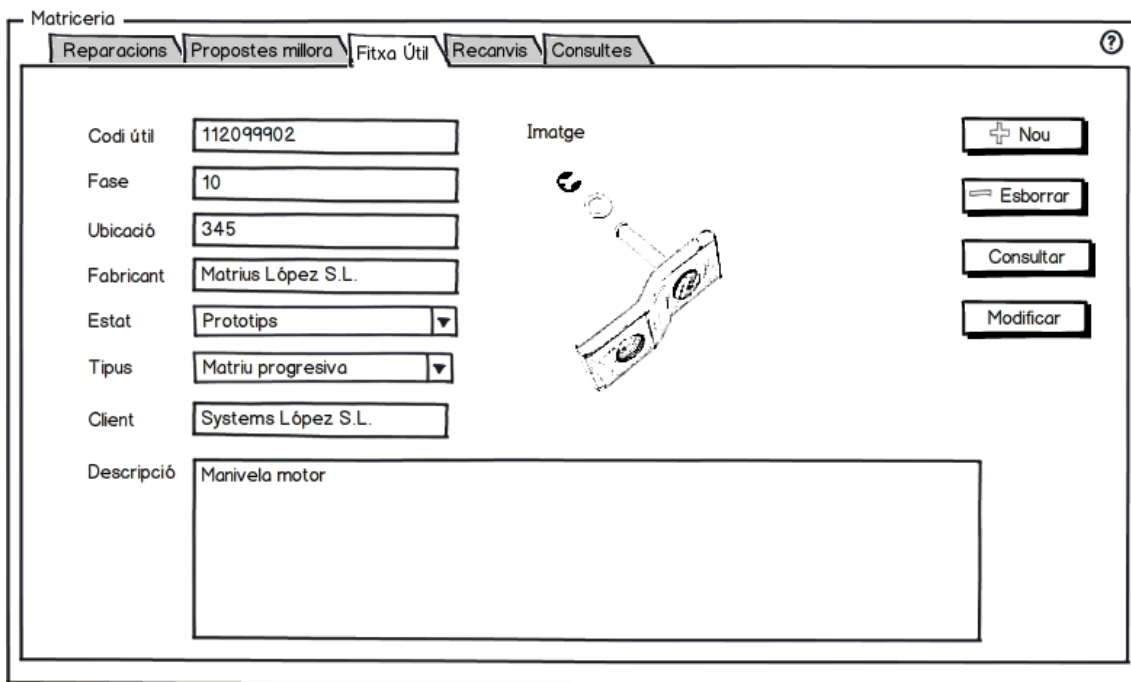 Matriceria
Reparacions Propostes millora Fitxa Útil Recanvis Consultes ?
Codi útil 112099902 Imatge Nou
Fase 10 Esborrar
Ubicació 345
Fabricant Matrius López S.L. Consultar
Estat Prototips Modificar
Tipus Matriu progresiva
Client Systems López S.L.
Descripció Manivela motor